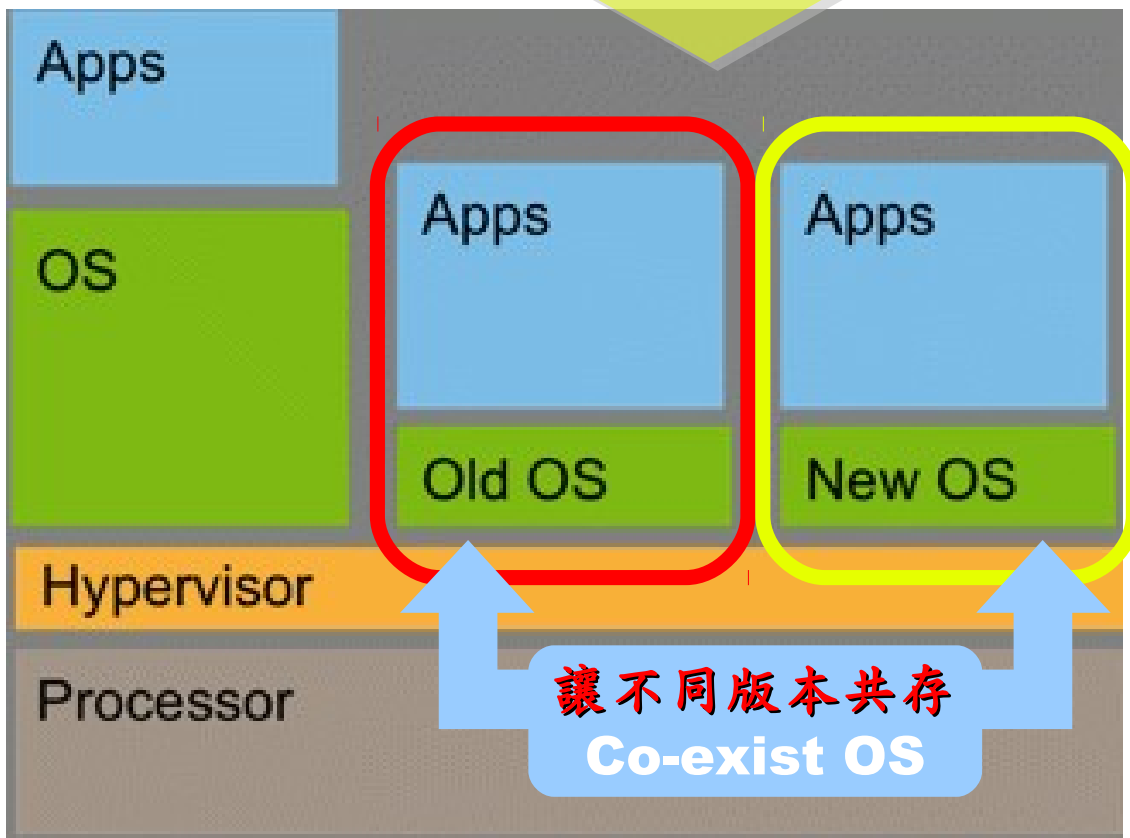 Apps
OS
Apps
Old OS
Apps
New OS
Hypervisor
Processor
讓不同版本共存
Co-exist OS